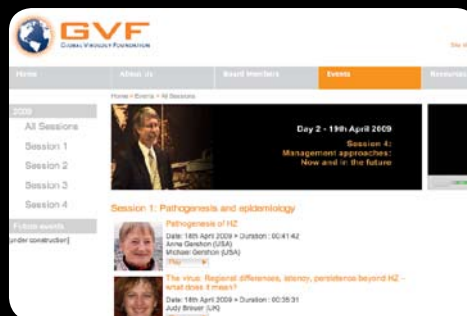 GVF
GLOBAL VIROLOGY FOUNDATION
Site
Home
About Us
Board Members
Events
Resources
Home > Events > All Sessions
2009
All Sessions
Session 1
Session 2
Session 3
Session 4
Future events
[under construction]
Day 2 - 19th April 2009
Session 4:
Management approaches:
Now and in the future
Session 1: Pathogenesis and epidemiology
Pathogenesis of HZ
Date: 18th April 2009 > Duration : 00:41:42
Anne Gershon (USA)
Michael Gershon (USA)
Play
The virus: Regional differences, latency, persistence beyond HZ –
what does it mean?
Date: 18th April 2009 > Duration : 00:35:31
Judy Breuer (UK)